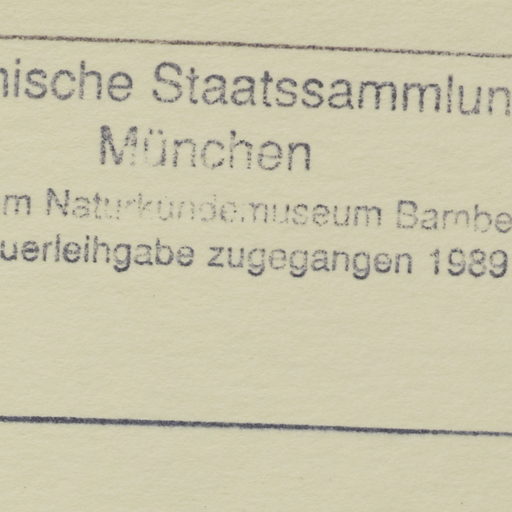 nische Staatssammlun
München
m Naturkundemuseum Bambe
uerleihgabe zugegangen 1989